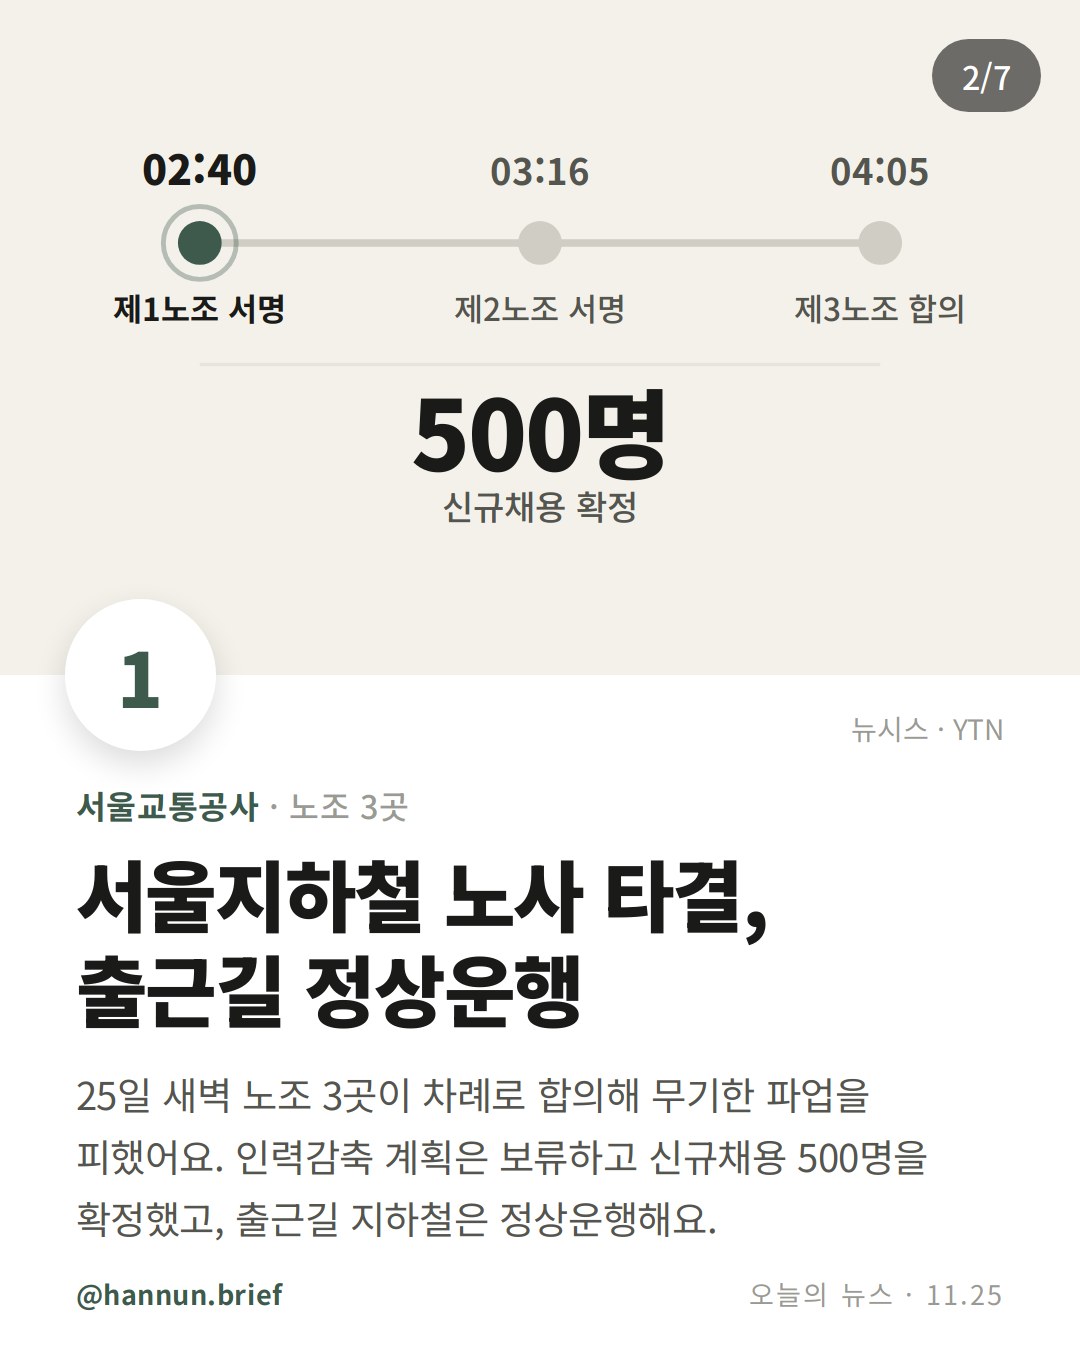 2/7
02:40
03:16
04:05
제1노조 서명
제2노조 서명
제3노조 합의
500명
신규채용 확정
1
뉴시스 · YTN
서울교통공사 · 노조 3곳
서울지하철 노사 타결,
출근길 정상운행
25일 새벽 노조 3곳이 차례로 합의해 무기한 파업을
피했어요. 인력감축 계획은 보류하고 신규채용 500명을
확정했고, 출근길 지하철은 정상운행해요.
@hannun.brief
오늘의 뉴스 · 11.25